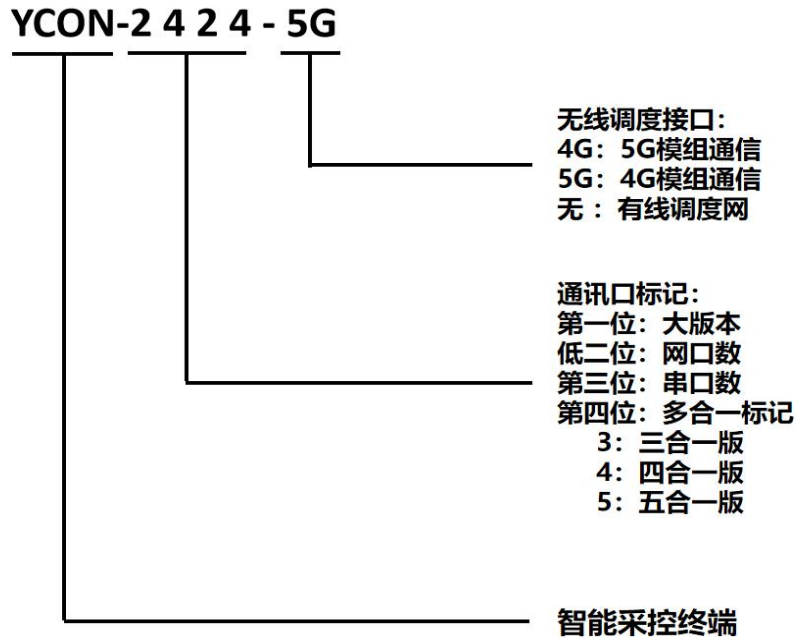 YCON-2 4 2 4 - 5G
无线调度接口：
4G：5G模组通信
5G：4G模组通信
无 ：有线调度网
通讯口标记：
第一位：大版本
低二位：网口数
第三位：串口数
第四位：多合一标记
3：三合一版
4：四合一版
5：五合一版
智能采控终端